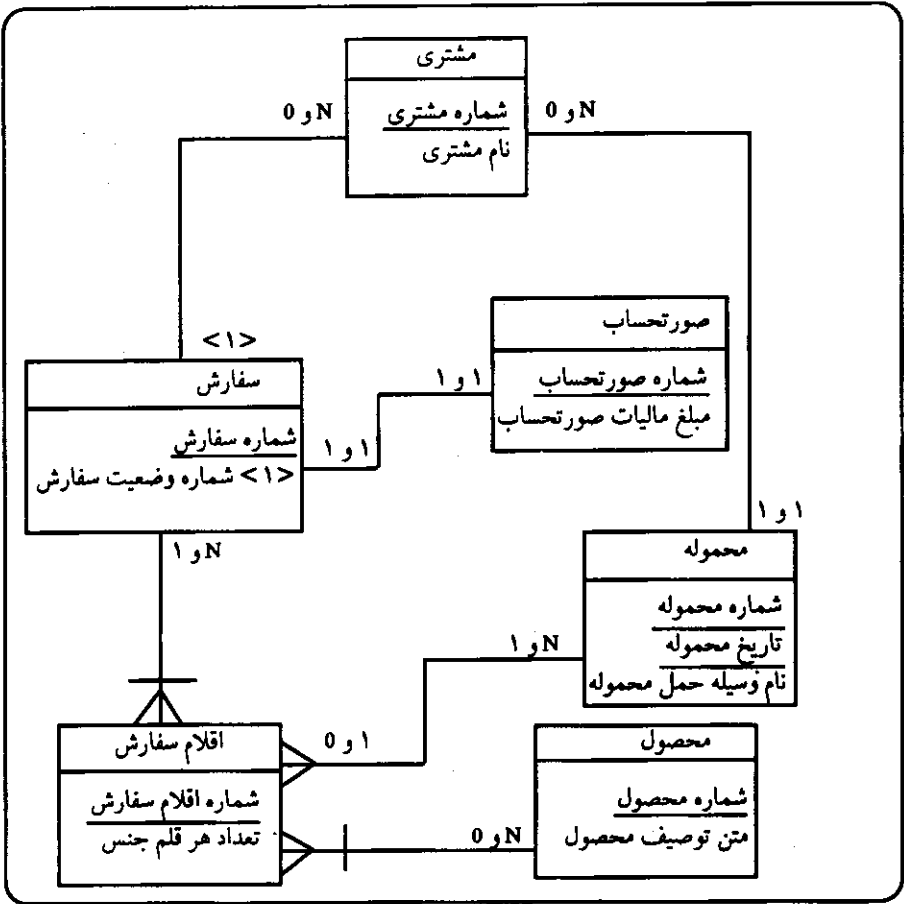 مشتری
شماره مشتری
نام مشتری
N و 0
N و 0
صورتحساب
شماره صورتحساب
مبلغ مالیات صورتحساب
<۱>
سفارش
شماره سفارش
<۱> شماره وضعیت سفارش
۱ و ۱
۱ و ۱
۱ و ۱
محموله
شماره محموله
تاریخ محموله
نام وسیله حمل محموله
N و ۱
N و ۱
اقلام سفارش
شماره اقلام سفارش
تعداد هر قلم جنس
۱ و 0
محصول
شماره محصول
متن توصیف محصول
N و 0